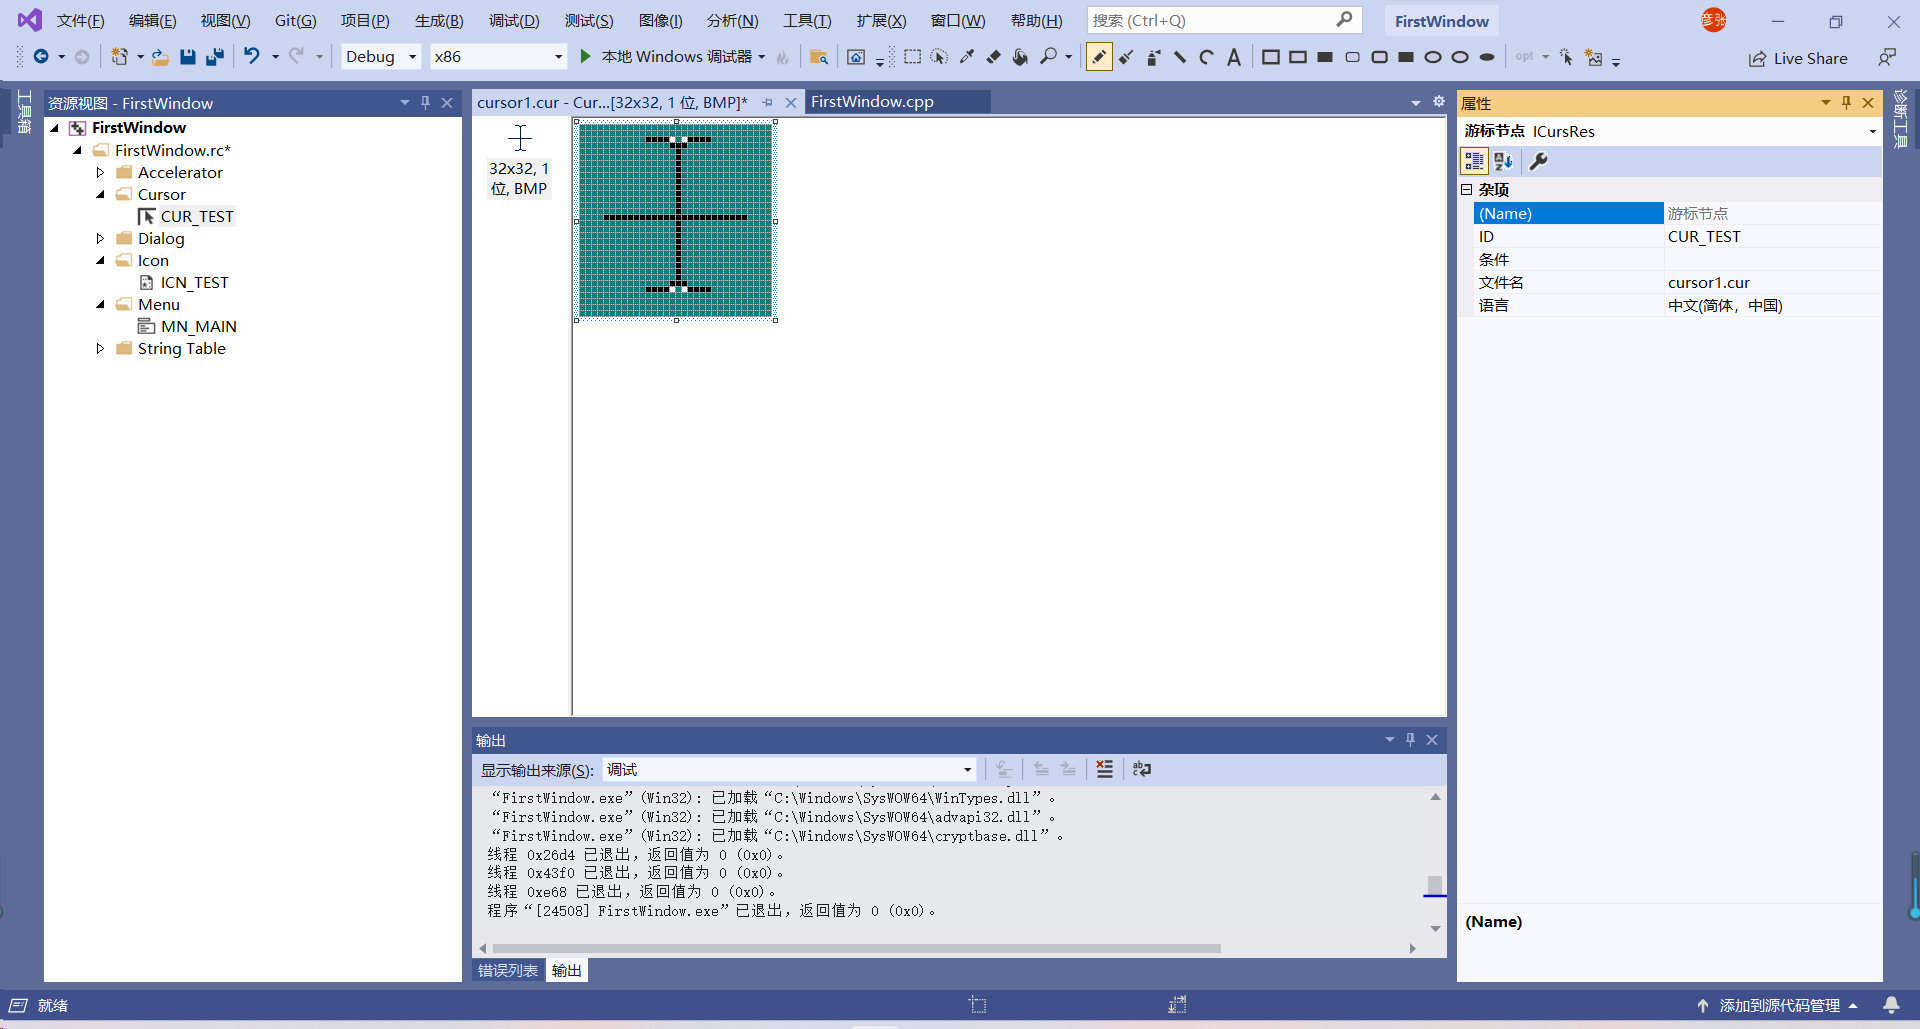 文件(F) 编辑(E) 视图(V) Git(G) 项目(P) 生成(B) 调试(D) 测试(S) 图像(I) 分析(N) 工具(T) 扩展(X) 窗口(W) 帮助(H) 搜索 (Ctrl+Q) FirstWindow 彦张
Debug x86 本地 Windows 调试器 opt Live Share
工具箱
资源视图 - FirstWindow
FirstWindow
FirstWindow.rc*
Accelerator
Cursor
CUR_TEST
Dialog
Icon
ICN_TEST
Menu
MN_MAIN
String Table
cursor1.cur - Cur...[32x32, 1 位, BMP]* FirstWindow.cpp
32x32, 1
位, BMP
输出
显示输出来源(S): 调试
“FirstWindow.exe” (Win32): 已加载“C:\Windows\SysWOW64\WinTypes.dll”。
“FirstWindow.exe” (Win32): 已加载“C:\Windows\SysWOW64\advapi32.dll”。
“FirstWindow.exe” (Win32): 已加载“C:\Windows\SysWOW64\cryptbase.dll”。
线程 0x26d4 已退出，返回值为 0 (0x0)。
线程 0x43f0 已退出，返回值为 0 (0x0)。
线程 0xe68 已退出，返回值为 0 (0x0)。
程序“[24508] FirstWindow.exe”已退出，返回值为 0 (0x0)。
错误列表 输出
属性
游标节点 ICursRes
杂项
(Name) 游标节点
ID CUR_TEST
条件
文件名 cursor1.cur
语言 中文(简体，中国)
(Name)
诊断工具
就绪 添加到源代码管理